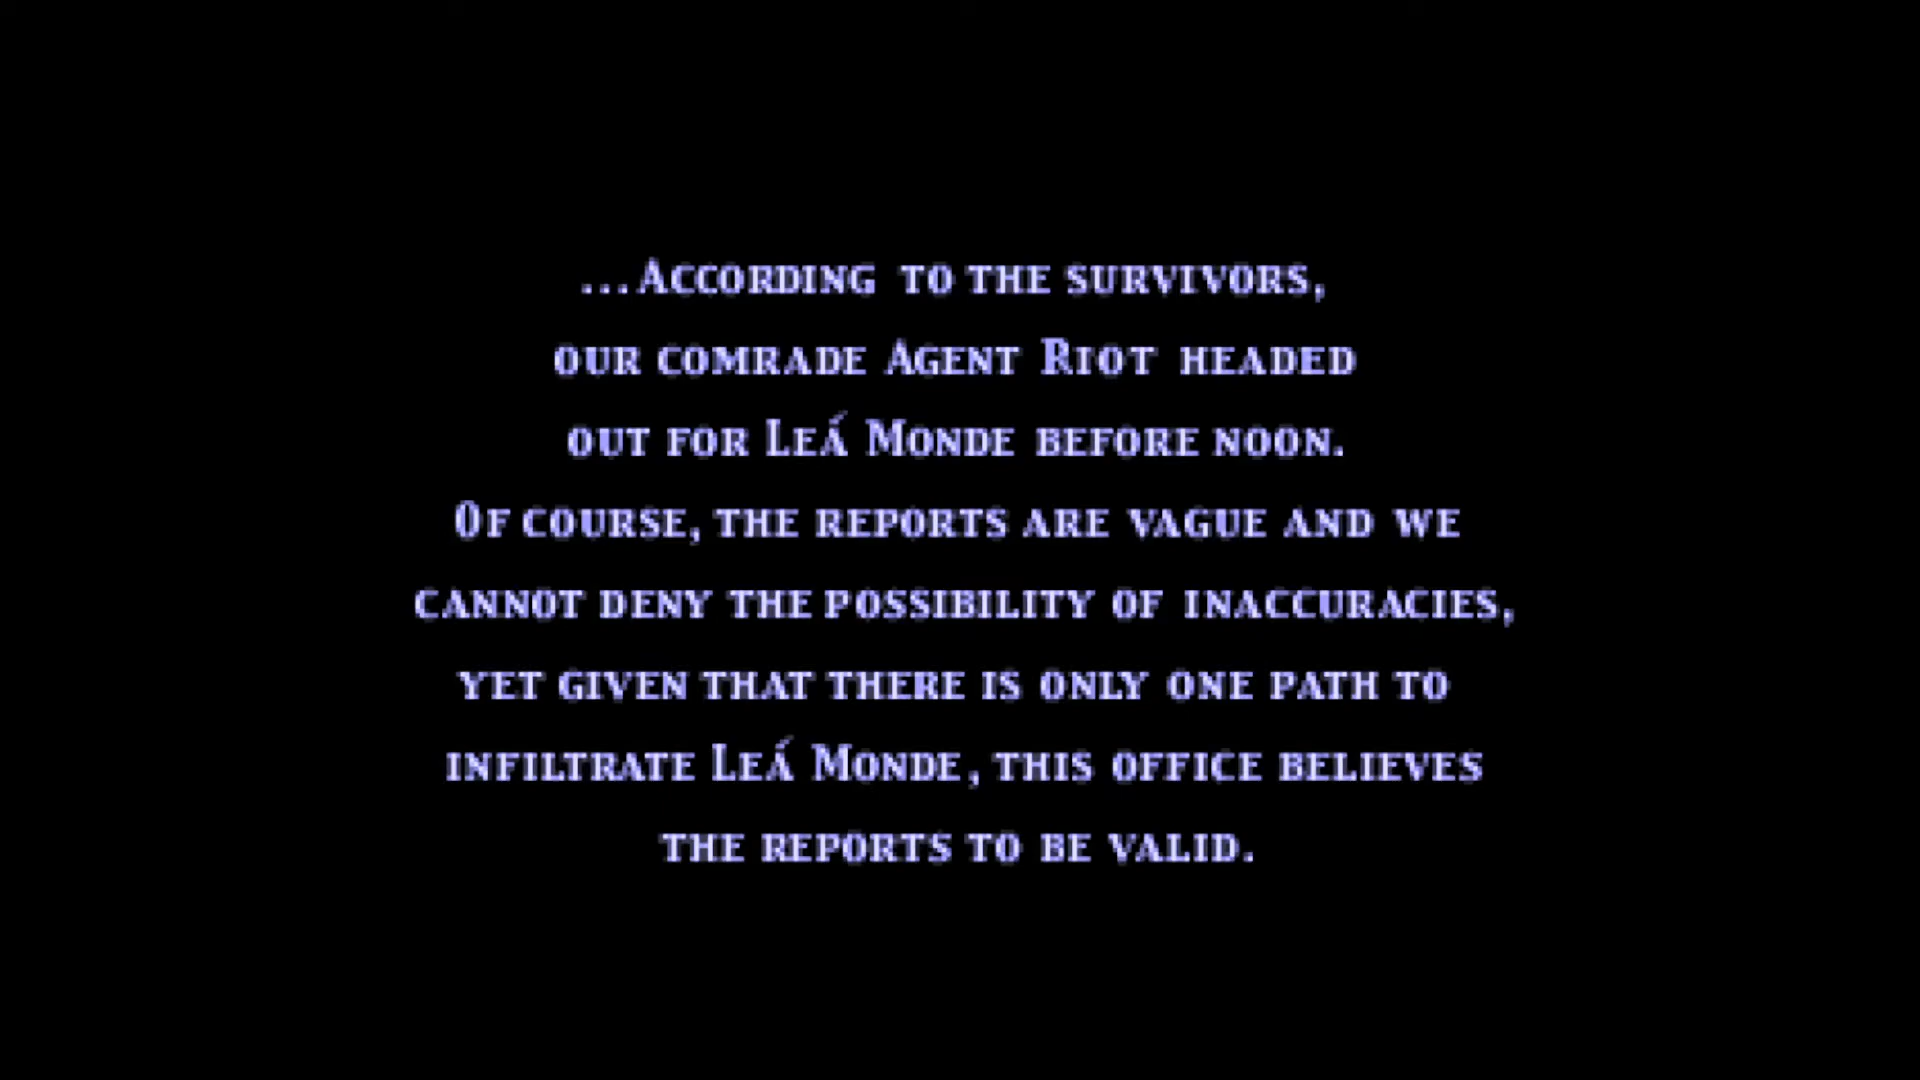 ...According to the survivors,
our comrade Agent Riot headed
out for Leá Monde before noon.
Of course, the reports are vague and we
cannot deny the possibility of inaccuracies,
yet given that there is only one path to
infiltrate Leá Monde, this office believes
the reports to be valid.